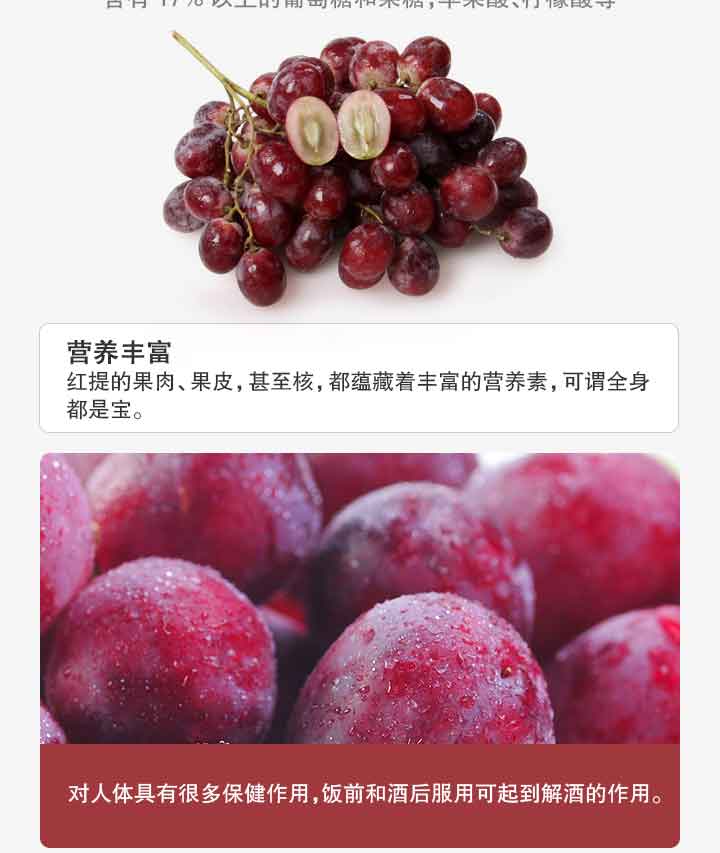 含有 17% 以上的葡萄糖和果糖,苹果酸、柠檬酸等
营养丰富
红提的果肉、果皮,甚至核,都蕴藏着丰富的营养素,可谓全身
都是宝。
对人体具有很多保健作用,饭前和酒后服用可起到解酒的作用。